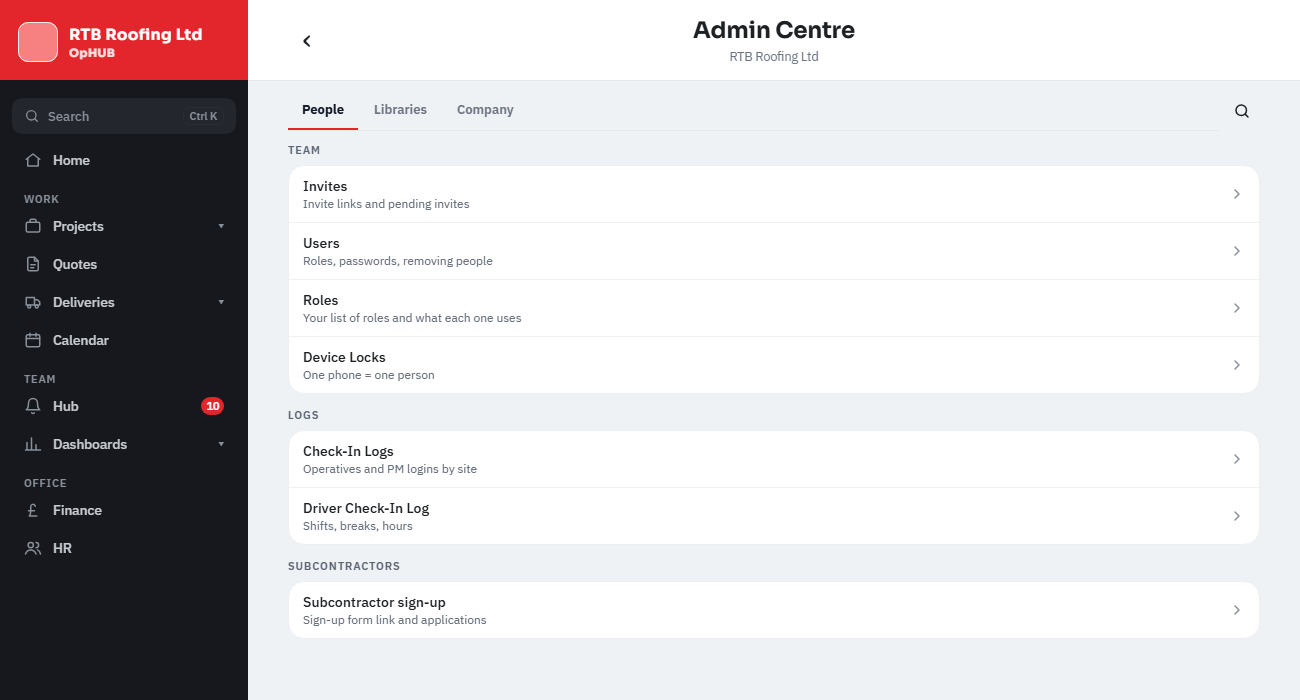 RTB Roofing Ltd
OpHUB
Search
Ctrl K
Home
WORK
Projects
Quotes
Deliveries
Calendar
TEAM
Hub
10
Dashboards
OFFICE
Finance
HR
Admin Centre
RTB Roofing Ltd
People
Libraries
Company
TEAM
Invites
Invite links and pending invites
Users
Roles, passwords, removing people
Roles
Your list of roles and what each one uses
Device Locks
One phone = one person
LOGS
Check-In Logs
Operatives and PM logins by site
Driver Check-In Log
Shifts, breaks, hours
SUBCONTRACTORS
Subcontractor sign-up
Sign-up form link and applications